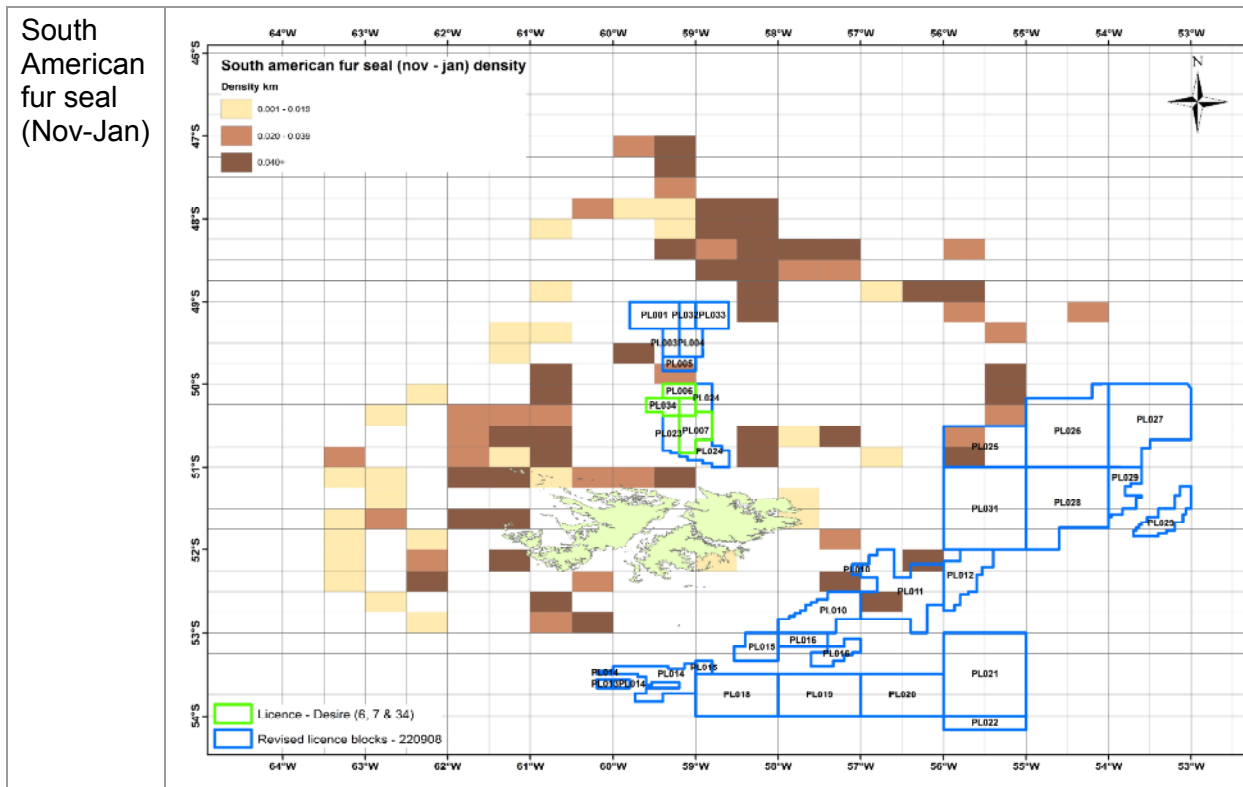 South
American
fur seal
(Nov-Jan)
64°W 63°W 62°W 61°W 60°W 59°W 58°W 57°W 56°W 55°W 54°W 53°W
South american fur seal (nov - jan) density
Density km
0.001 - 0.019
0.020 - 0.039
0.040+
N
46°S
47°S
48°S
49°S
50°S
51°S
52°S
53°S
54°S
PL001 PL032 PL033
PL003 PL004
PL005
PL006
PL024
PL034
PL023 PL007
PL024
PL025 PL026 PL027
PL029
PL031 PL028
PL025
PL010
PL011 PL012
PL010
PL015 PL016
PL016
PL014 PL014 PL015
PL013 PL014
PL018 PL019 PL020 PL021
PL022
Licence - Desire (6, 7 & 34)
Revised licence blocks - 220908
64°W 63°W 62°W 61°W 60°W 59°W 58°W 57°W 56°W 55°W 54°W 53°W